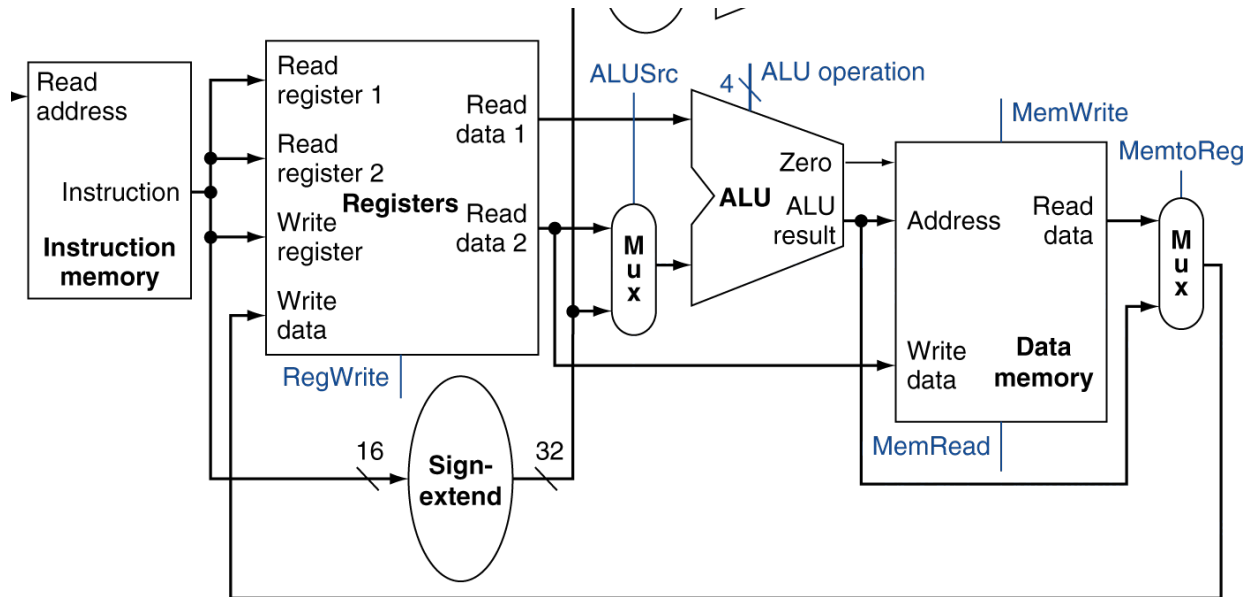 Read
address
Instruction
Instruction
memory
Read
register 1
Read
register 2
Write
register
Write
data
Registers
Read
data 1
Read
data 2
RegWrite
16
Sign-
extend
32
ALUSrc
M
u
x
4
ALU operation
Zero
ALU
ALU
result
MemWrite
Address
Read
data
Write
data
Data
memory
MemRead
MemtoReg
M
u
x